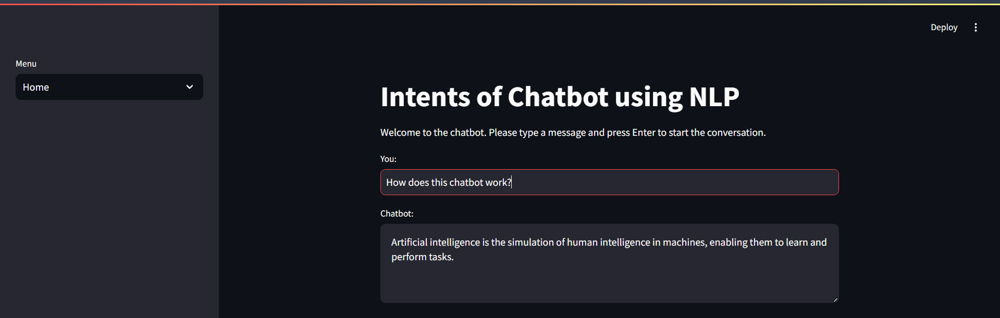 Deploy
Menu
Home
Intents of Chatbot using NLP
Welcome to the chatbot. Please type a message and press Enter to start the conversation.
You:
How does this chatbot work?
Chatbot:
Artificial intelligence is the simulation of human intelligence in machines, enabling them to learn and
perform tasks.